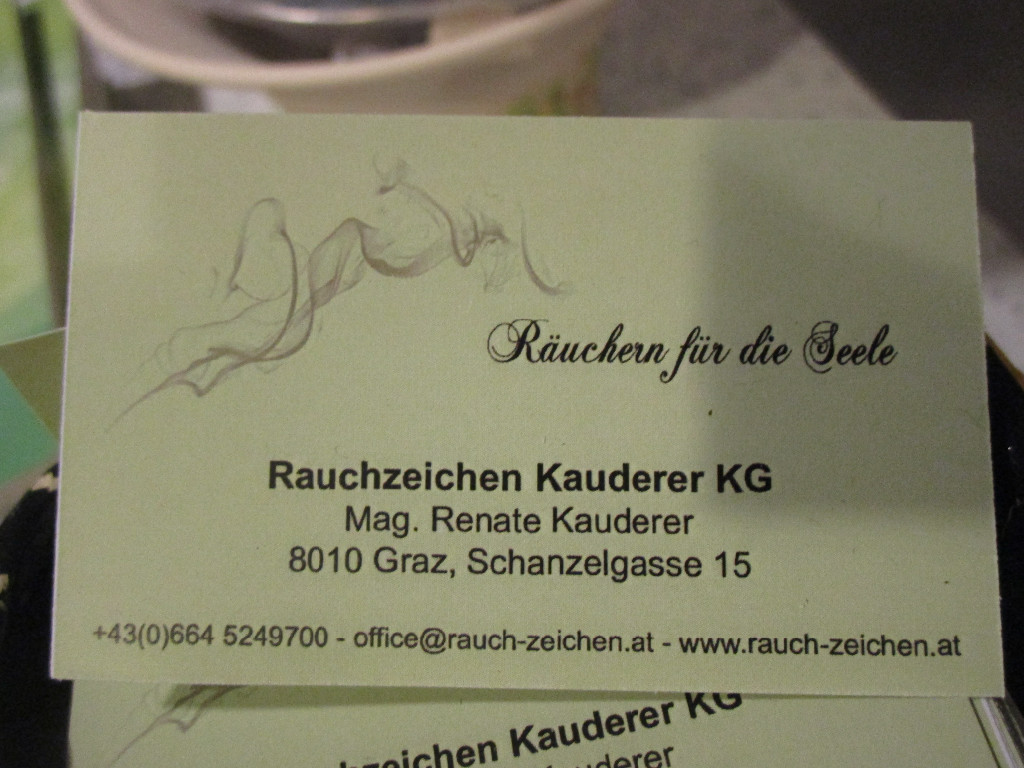 Räuchern für die Seele
Rauchzeichen Kauderer KG
Mag. Renate Kauderer
8010 Graz, Schanzelgasse 15
+43(0)664 5249700 - office@rauch-zeichen.at - www.rauch-zeichen.at
Kauderer KG